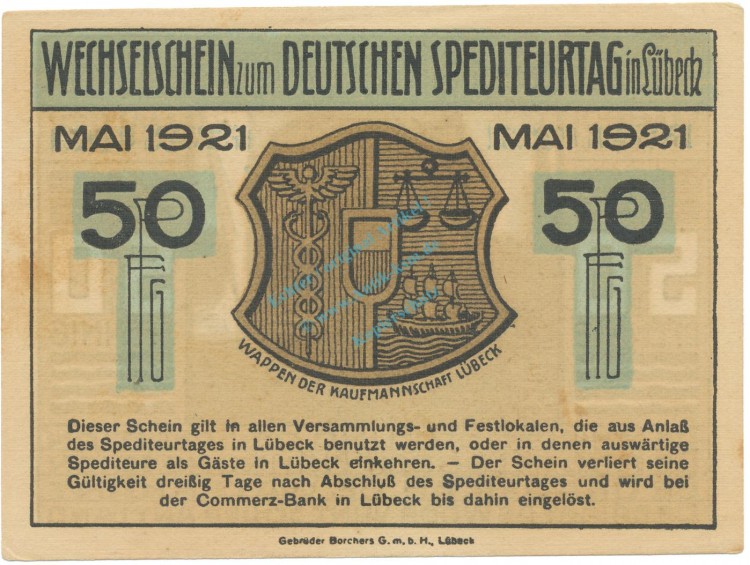 WECHSELSCHEIN zum DEUTSCHEN SPEDITEURTAG in Lübeck
MAI 1921 MAI 1921
50 50
PFG PFG
WAPPEN DER KAUFMANNSCHAFT LÜBECK
Dieser Schein gilt in allen Versammlungs- und Festlokalen, die aus Anlaß
des Spediteurtages in Lübeck benutzt werden, oder in denen auswärtige
Spediteure als Gäste in Lübeck einkehren. – Der Schein verliert seine
Gültigkeit dreißig Tage nach Abschluß des Spediteurtages und wird bei
der Commerz-Bank in Lübeck bis dahin eingelöst.
Gebrüder Borchers G. m. b. H., Lübeck